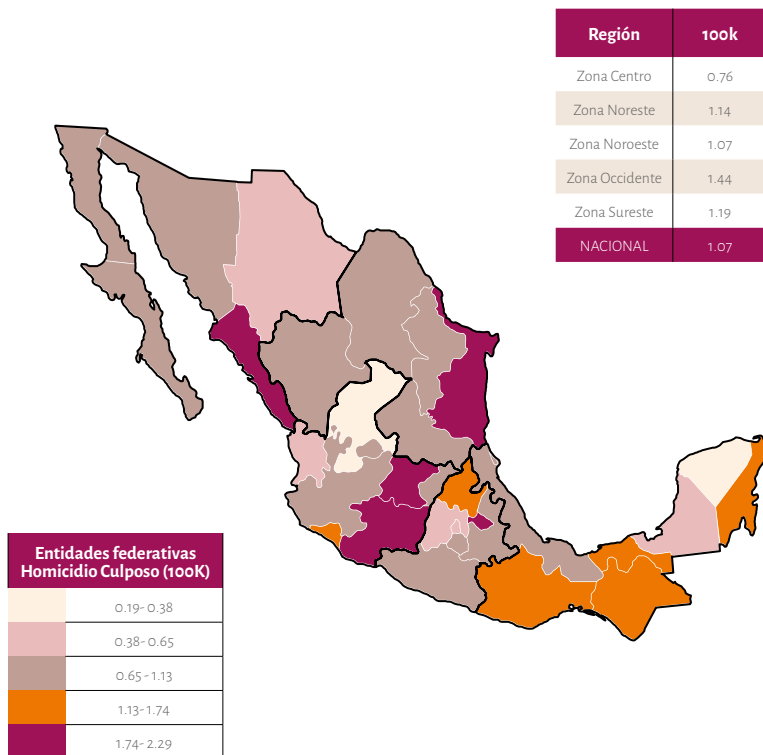 Región 100k
Zona Centro 0.76
Zona Noreste 1.14
Zona Noroeste 1.07
Zona Occidente 1.44
Zona Sureste 1.19
NACIONAL 1.07
Entidades federativas
Homicidio Culposo (100K)
0.19- 0.38
0.38- 0.65
0.65 - 1.13
1.13- 1.74
1.74- 2.29